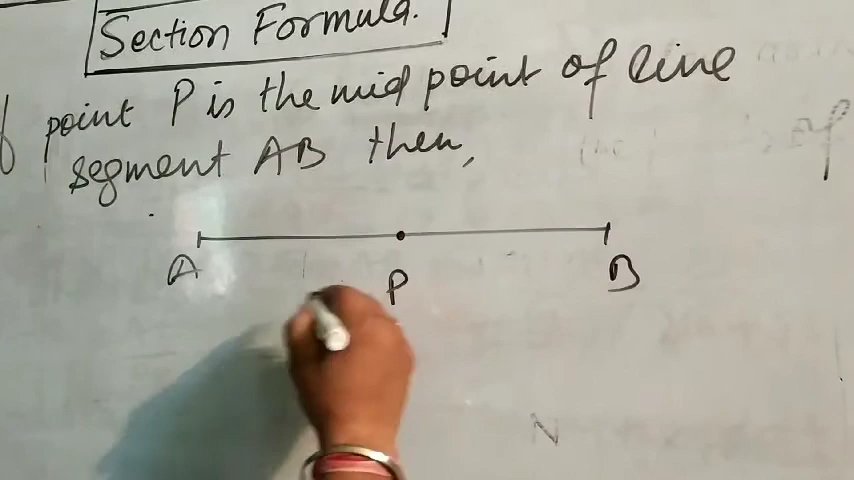 Section Formula.
point P is the mid point of line
segment AB then,
A P B
N